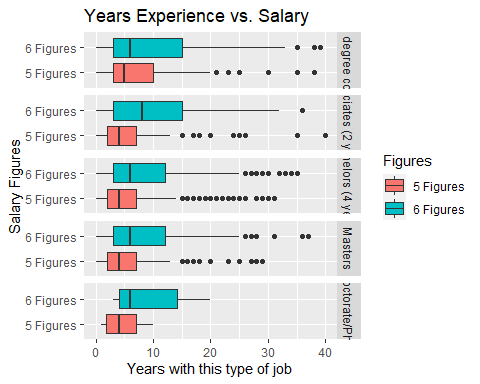 Years Experience vs. Salary
Salary Figures
6 Figures
5 Figures
degree
6 Figures
5 Figures
ciates (2 y
6 Figures
5 Figures
helors (4 ye
6 Figures
5 Figures
Masters
6 Figures
5 Figures
octorate/Ph
0 10 20 30 40
Years with this type of job
Figures
5 Figures
6 Figures